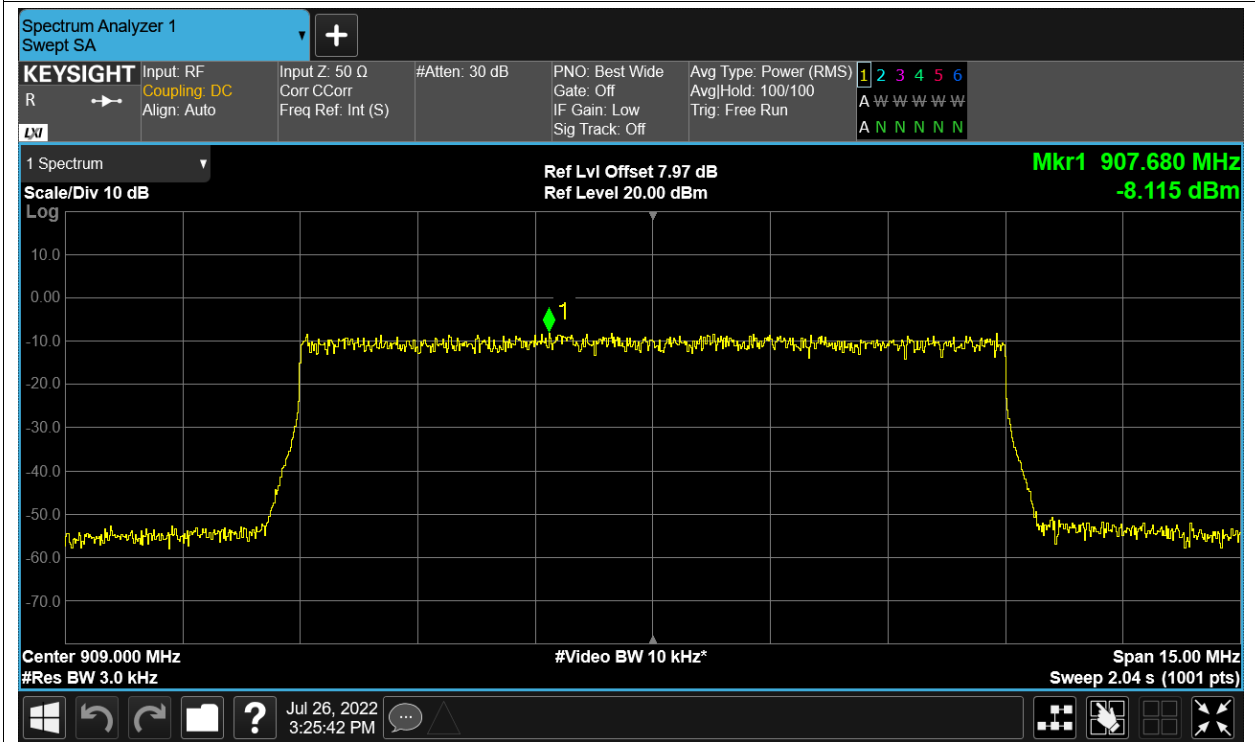 Spectrum Analyzer 1
Swept SA
+
KEYSIGHT
R
LXI
Input: RF
Coupling: DC
Align: Auto
Input Z: 50 Ω
Corr CCorr
Freq Ref: Int (S)
#Atten: 30 dB
PNO: Best Wide
Gate: Off
IF Gain: Low
Sig Track: Off
Avg Type: Power (RMS)
Avg|Hold: 100/100
Trig: Free Run
1 2 3 4 5 6
A W W W W W
A N N N N N
1 Spectrum
Scale/Div 10 dB
Log
Ref Lvl Offset 7.97 dB
Ref Level 20.00 dBm
Mkr1 907.680 MHz
-8.115 dBm
10.0
0.00
-10.0
-20.0
-30.0
-40.0
-50.0
-60.0
-70.0
1
Center 909.000 MHz
#Res BW 3.0 kHz
#Video BW 10 kHz*
Span 15.00 MHz
Sweep 2.04 s (1001 pts)
?
Jul 26, 2022
3:25:42 PM